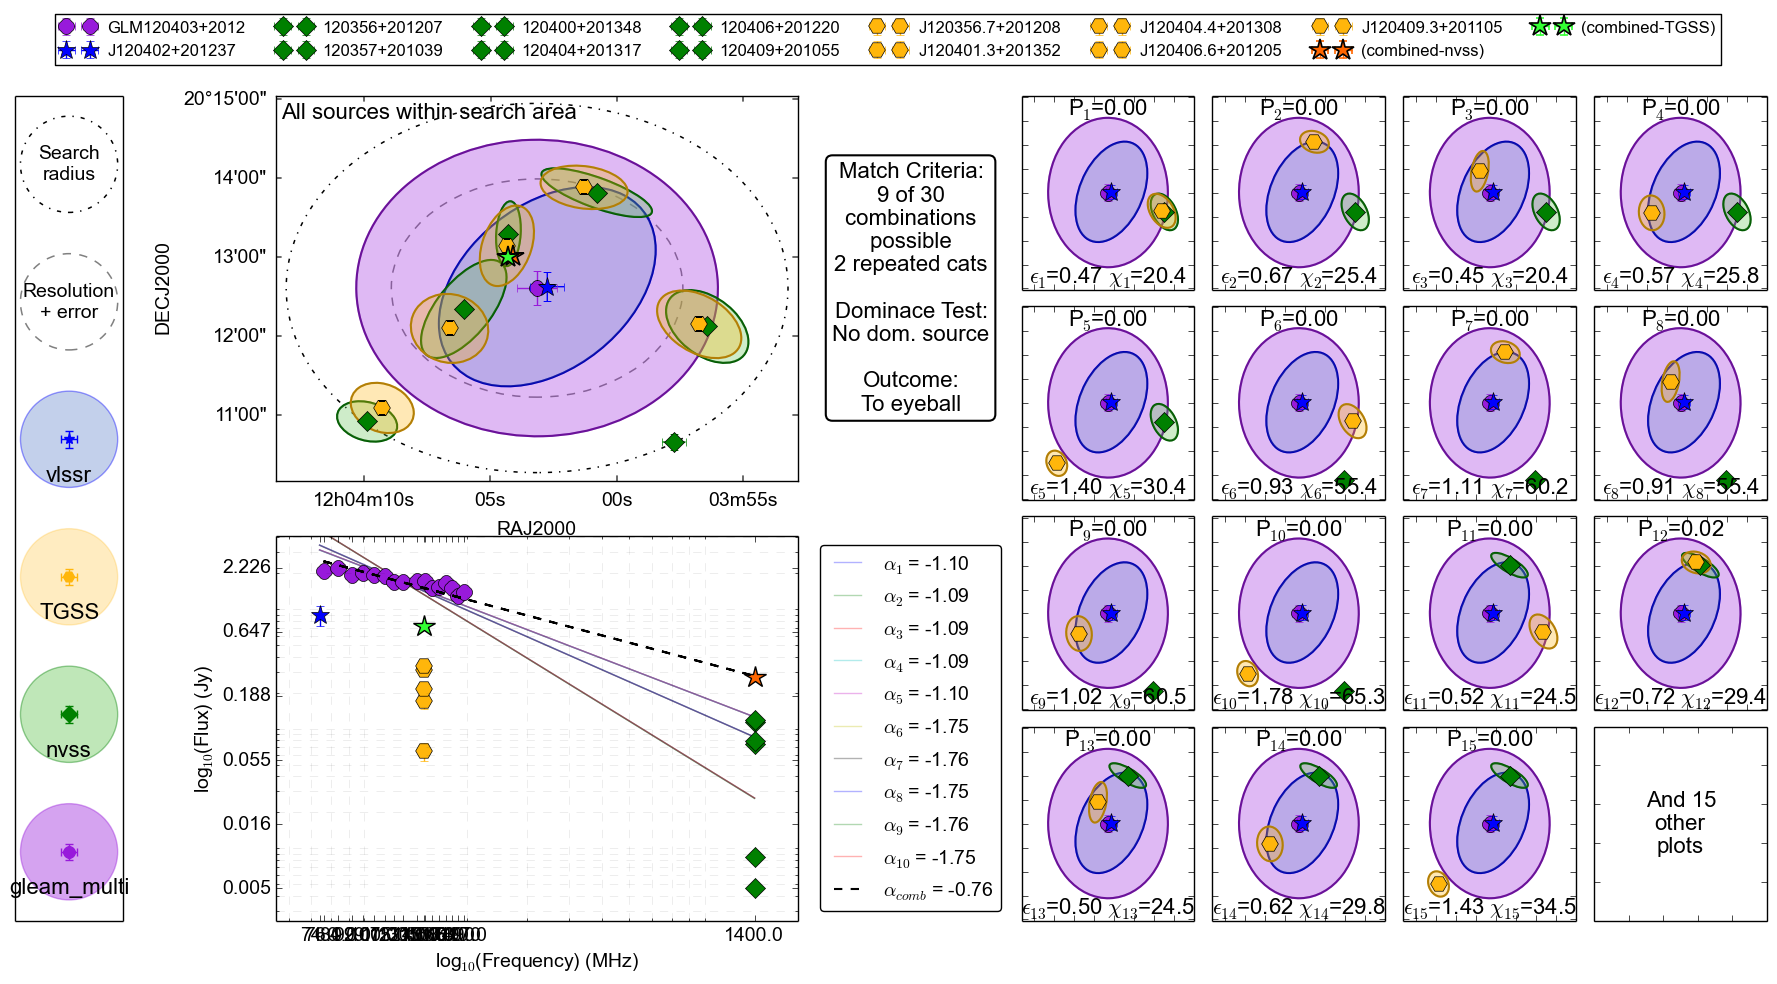 GLM120403+2012 120356+201207 120400+201348 120406+201220 J120356.7+201208 J120404.4+201308 J120409.3+201105 (combined-TGSS)
J120402+201237 120357+201039 120404+201317 120409+201055 J120401.3+201352 J120406.6+201205 (combined-nvss)
Search
radius
Resolution
+ error
vlssr
TGSS
nvss
gleam_multi
All sources within search area
20°15'00"
14'00"
13'00"
12'00"
11'00"
DECJ2000
12h04m10s 05s 00s 03m55s
RAJ2000
Match Criteria:
9 of 30
combinations
possible
2 repeated cats
Dominace Test:
No dom. source
Outcome:
To eyeball
2.226
0.647
0.188
0.055
0.016
0.005
log10(Flux) (Jy)
1400.0
log10(Frequency) (MHz)
α1 = -1.10
α2 = -1.09
α3 = -1.09
α4 = -1.09
α5 = -1.10
α6 = -1.75
α7 = -1.76
α8 = -1.75
α9 = -1.76
α10 = -1.75
αcomb = -0.76
P1=0.00 P2=0.00 P3=0.00 P4=0.00
ϵ1=0.47 χ1=20.4 ϵ2=0.67 χ2=25.4 ϵ3=0.45 χ3=20.4 ϵ4=0.57 χ4=25.8
P5=0.00 P6=0.00 P7=0.00 P8=0.00
ϵ5=1.40 χ5=30.4 ϵ6=0.93 χ6=55.4 ϵ7=1.11 χ7=60.2 ϵ8=0.91 χ8=55.4
P9=0.00 P10=0.00 P11=0.00 P12=0.02
ϵ9=1.02 χ9=60.5 ϵ10=1.78 χ10=65.3 ϵ11=0.52 χ11=24.5 ϵ12=0.72 χ12=29.4
P13=0.00 P14=0.00 P15=0.00
ϵ13=0.50 χ13=24.5 ϵ14=0.62 χ14=29.8 ϵ15=1.43 χ15=34.5
And 15
other
plots